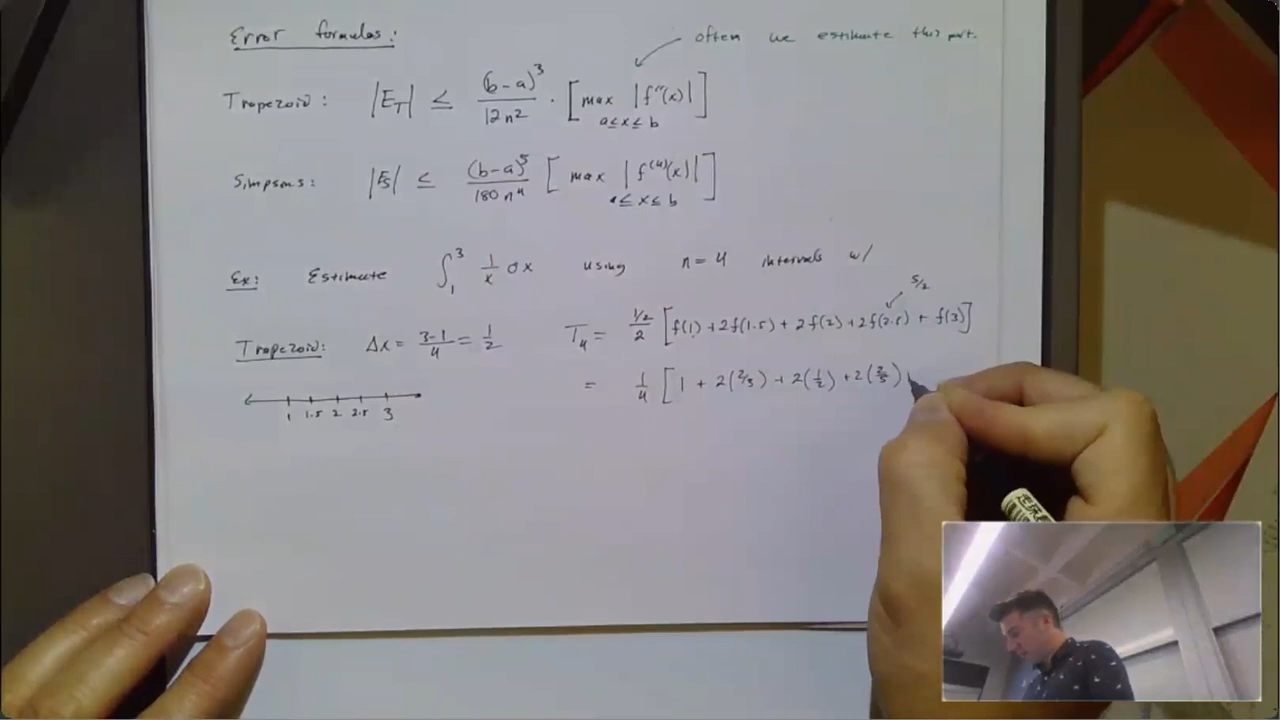 Error formulas:
often we estimate this part.
Trapezoid: |E_T| ≤ (b-a)^3/12n^2 · [max |f''(x)|]
a≤x≤b
Simpsons: |E_S| ≤ (b-a)^5/180n^4 [max |f^(4)(x)|]
a≤x≤b
Ex: Estimate ∫_1^3 1/x dx using n=4 intervals w/
5/2
Trapezoid: Δx = 3-1/4 = 1/2 T_4 = 1/2/2 [f(1) + 2f(1.5) + 2f(2) + 2f(2.5) + f(3)]
= 1/4 [1 + 2(2/3) + 2(1/2) + 2(2/5)
1 1.5 2 2.5 3